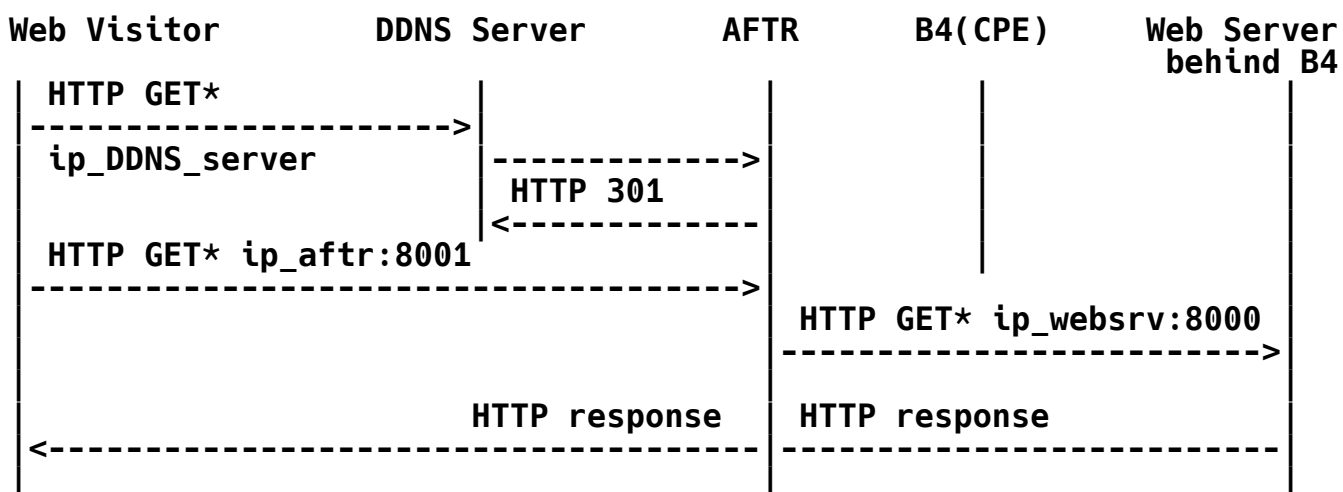 Web Visitor DDNS Server AFTR B4(CPE) Web Server
behind B4
HTTP GET*
ip_DDNS_server
HTTP 301
HTTP GET* ip_aftr:8001
HTTP GET* ip_websrv:8000
HTTP response HTTP response